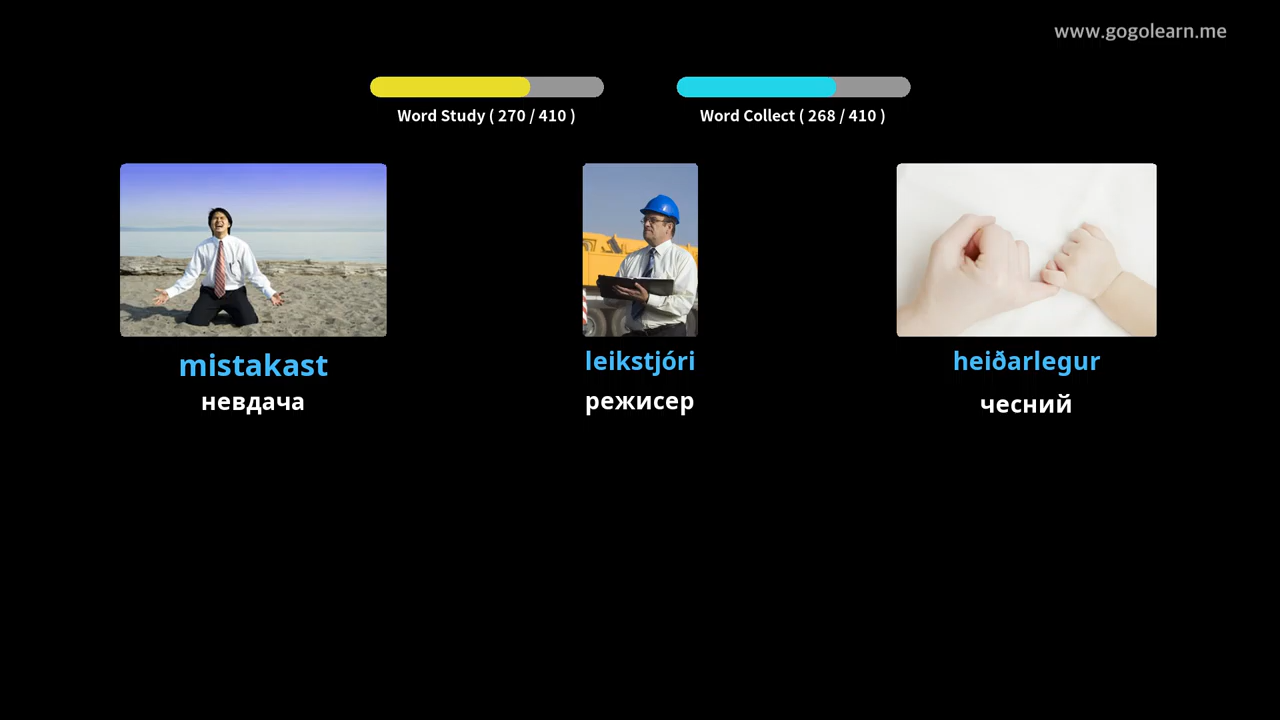 www.gogolearn.me
Word Study ( 270 / 410 )
Word Collect ( 268 / 410 )
mistakast
невдача
leikstjóri
режисер
heiðarlegur
чесний